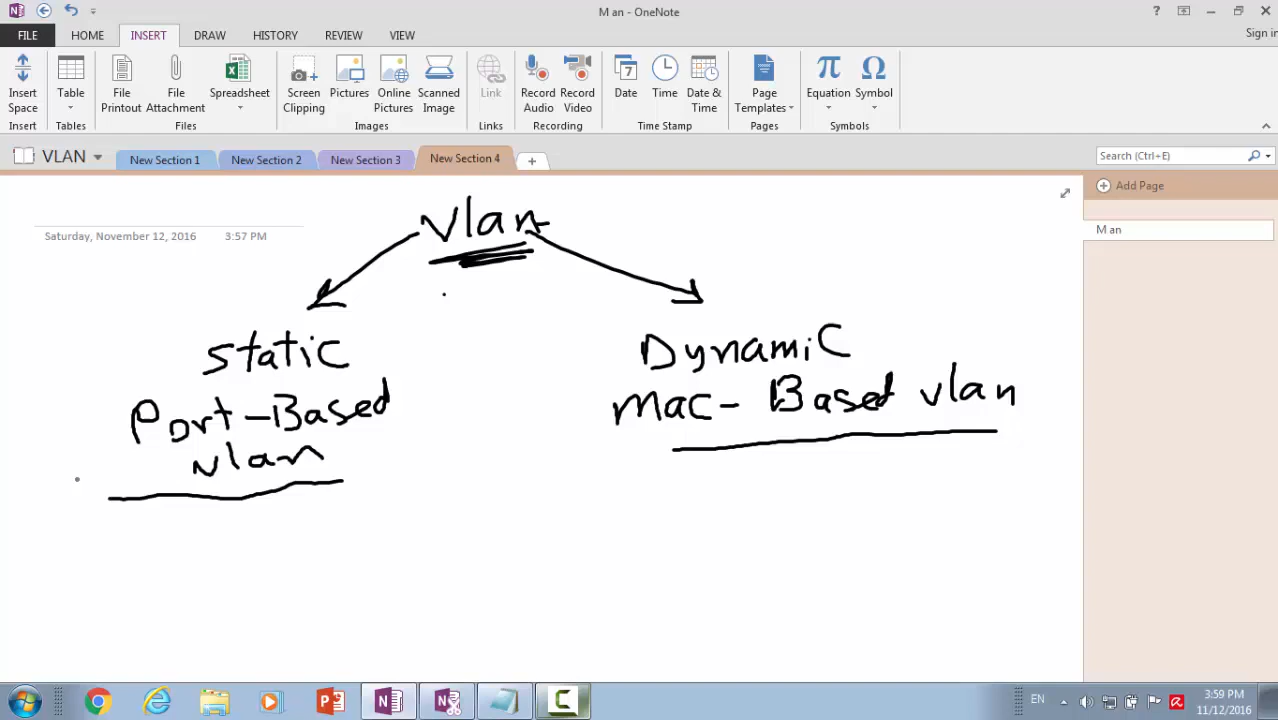 M an - OneNote
FILE HOME INSERT DRAW HISTORY REVIEW VIEW Sign in
Insert Space Table File Printout File Attachment Spreadsheet Screen Clipping Pictures Online Pictures Scanned Image Link Record Audio Record Video Date Time Date & Time Page Templates Equation Symbol
Insert Tables Files Images Links Recording Time Stamp Pages Symbols
VLAN New Section 1 New Section 2 New Section 3 New Section 4 Search (Ctrl+E)
Add Page
M an
Saturday, November 12, 2016 3:57 PM
vlan
static
Port-Based
vlan
DynamiC
mac- Based vlan
EN
3:59 PM
11/12/2016